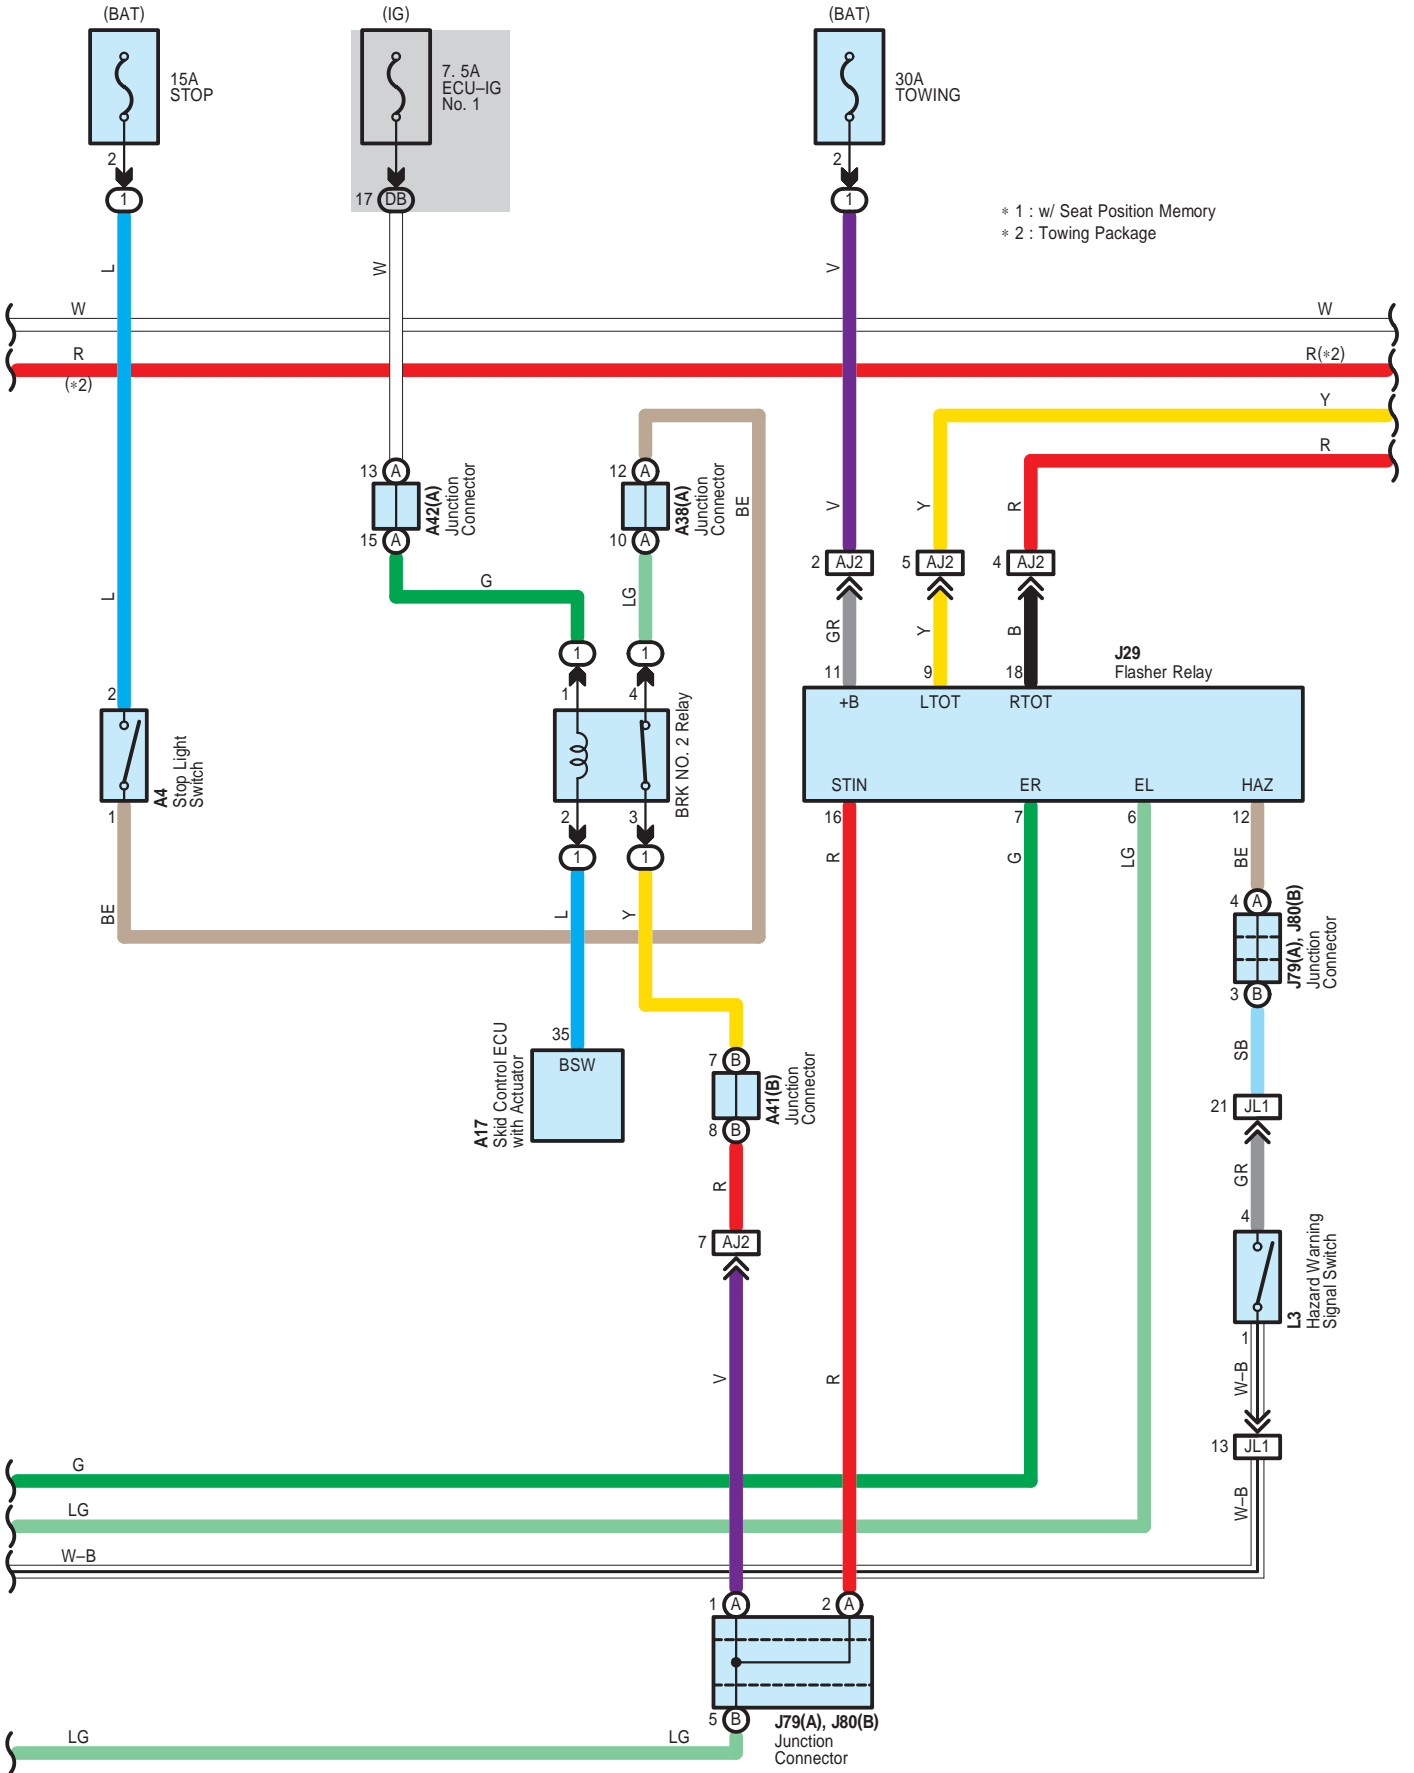 (BAT)
(IG)
(BAT)
15A
STOP
7. 5A
ECU–IG
No. 1
30A
TOWING
2
1
17 DB
2
1
∗ 1 : w/ Seat Position Memory
∗ 2 : Towing Package
L
W
V
W
W
R
(∗2)
R(∗2)
Y
R
13 A
A42(A)
Junction
Connector
15 A
12 A
A38(A)
Junction
Connector
10 A
BE
V
Y
R
2 AJ2
5 AJ2
4 AJ2
G
LG
L
GR
Y
B
1
1
1
4
11
9
18
J29
Flasher Relay
+B
LTOT
RTOT
2
A4
Stop Light
Switch
1
BRK NO. 2 Relay
2
3
1
1
STIN
ER
EL
HAZ
16
7
6
12
R
G
LG
BE
BE
L
Y
4 A
J79(A), J80(B)
Junction
Connector
3 B
35
BSW
A17
Skid Control ECU
with Actuator
7 B
A41(B)
Junction
Connector
8 B
SB
21 JL1
R
GR
7 AJ2
4
L3
Hazard Warning
Signal Switch
1
V
R
W–B
13 JL1
G
W–B
LG
W–B
1 A
2 A
5 B
J79(A), J80(B)
Junction
Connector
LG
LG